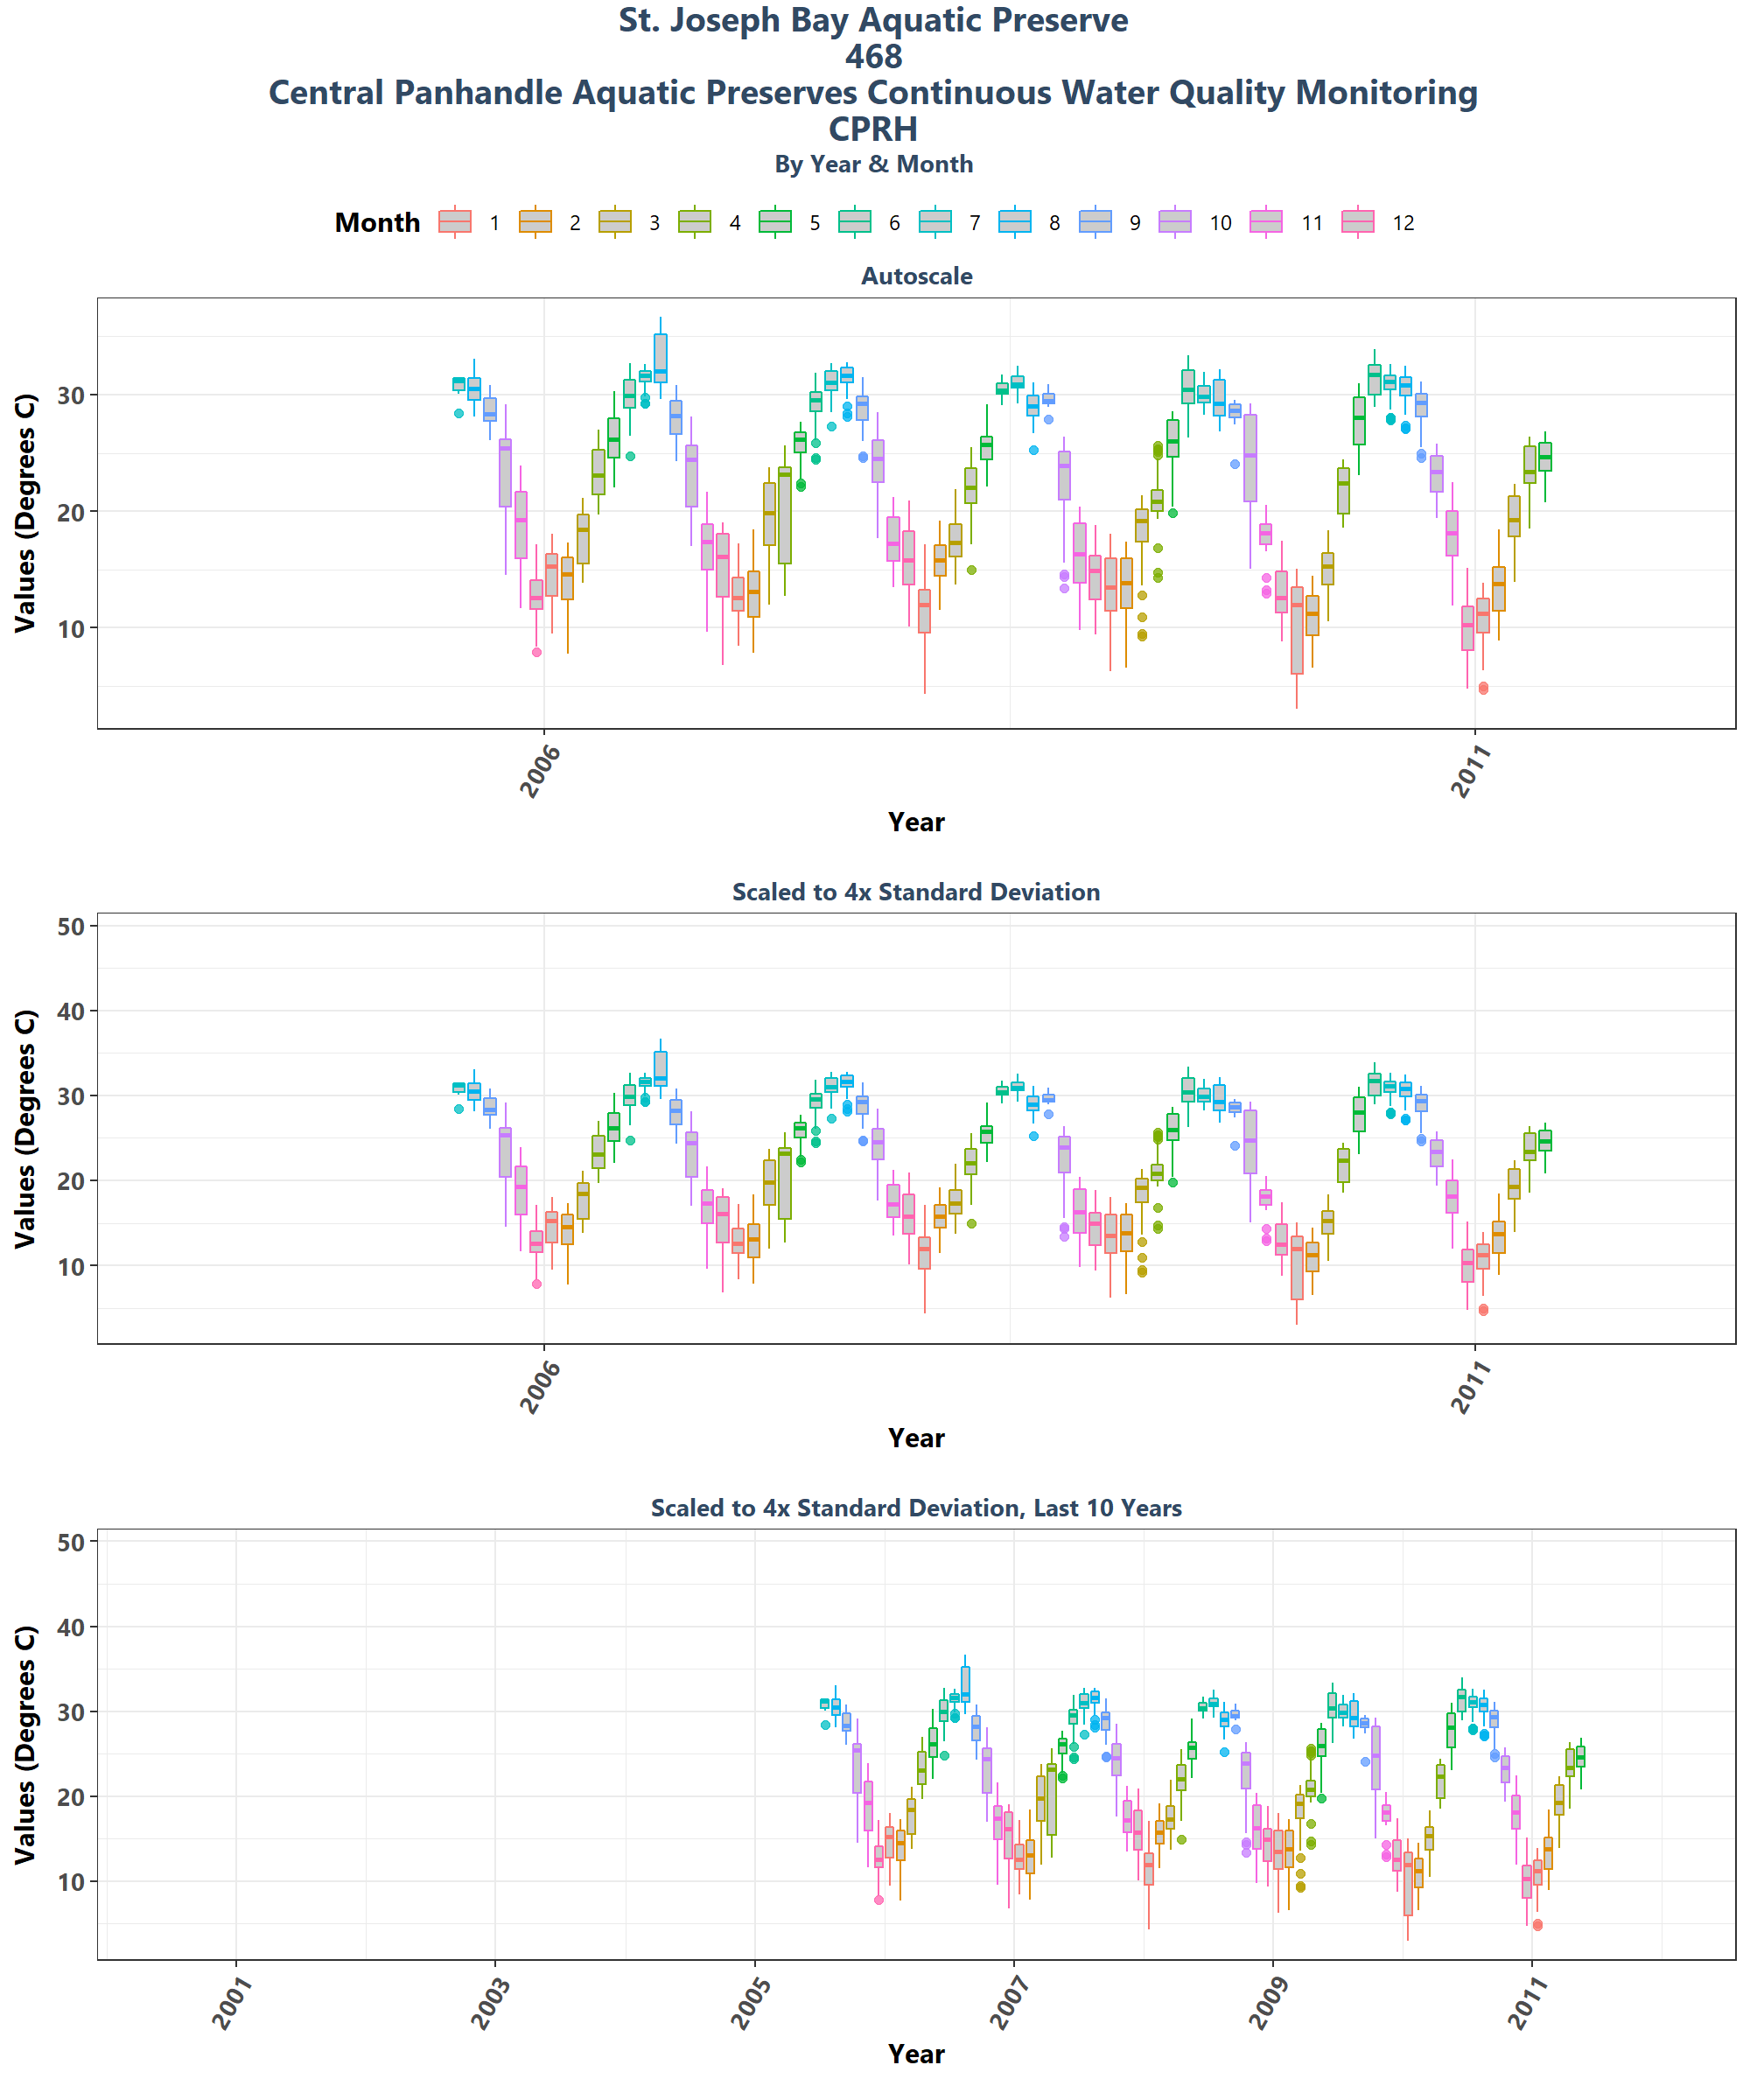 St. Joseph Bay Aquatic Preserve
468
Central Panhandle Aquatic Preserves Continuous Water Quality Monitoring
CPRH
By Year & Month
Month 1 2 3 4 5 6 7 8 9 10 11 12
Autoscale
Values (Degrees C)
30
20
10
2006 2011
Year
Scaled to 4x Standard Deviation
Values (Degrees C)
50
40
30
20
10
2006 2011
Year
Scaled to 4x Standard Deviation, Last 10 Years
Values (Degrees C)
50
40
30
20
10
2001 2003 2005 2007 2009 2011
Year